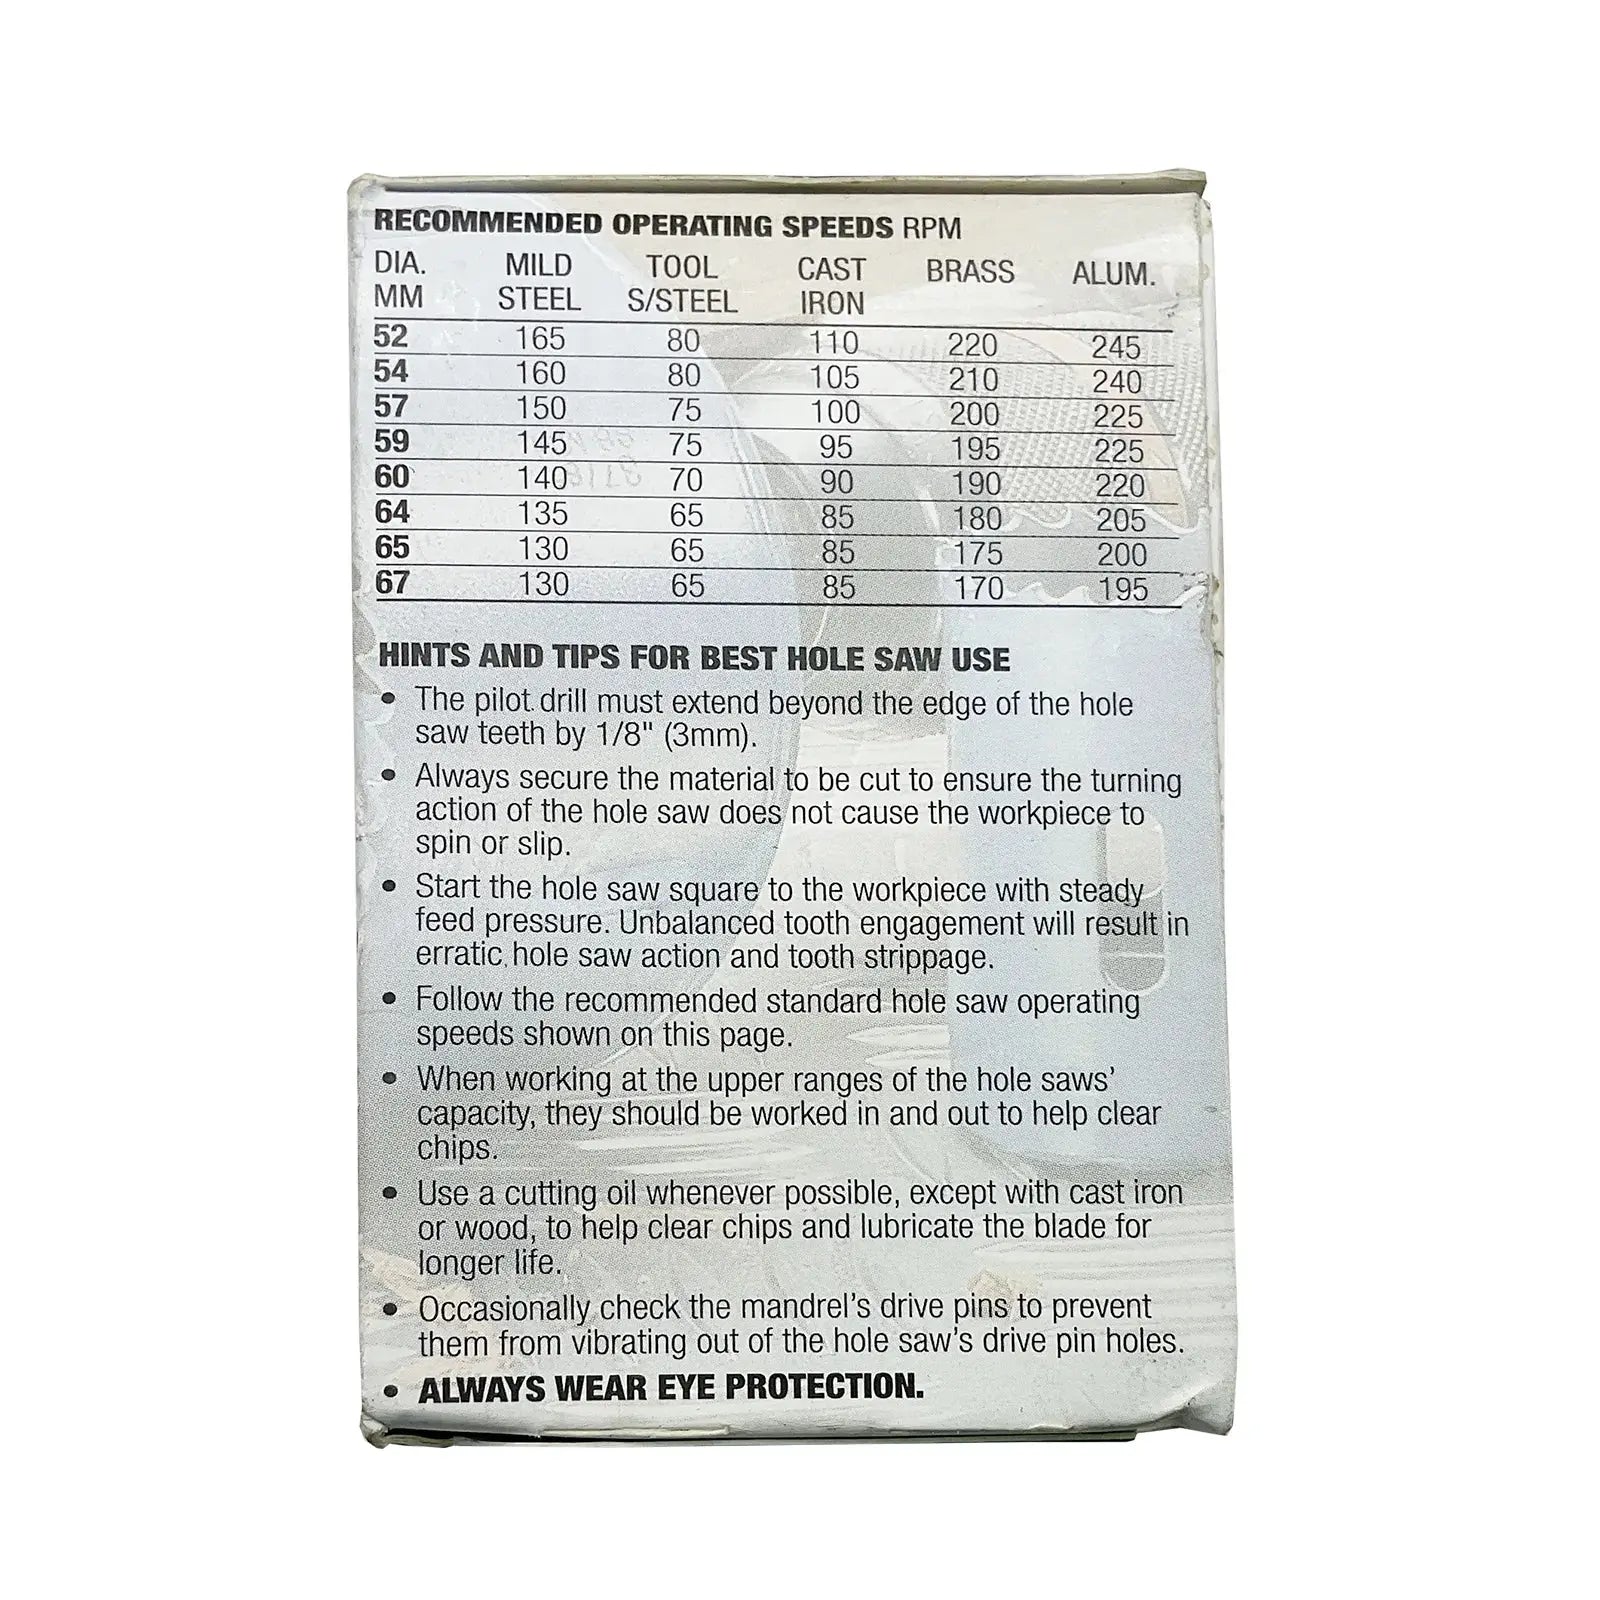 RECOMMENDED OPERATING SPEEDS RPM
DIA. MM MILD STEEL TOOL S/STEEL CAST IRON BRASS ALUM.
52 165 80 110 220 245
54 160 80 105 210 240
57 150 75 100 200 225
59 145 75 95 195 225
60 140 70 90 190 220
64 135 65 85 180 205
65 130 65 85 175 200
67 130 65 85 170 195
HINTS AND TIPS FOR BEST HOLE SAW USE
• The pilot drill must extend beyond the edge of the hole
saw teeth by 1/8" (3mm).
• Always secure the material to be cut to ensure the turning
action of the hole saw does not cause the workpiece to
spin or slip.
• Start the hole saw square to the workpiece with steady
feed pressure. Unbalanced tooth engagement will result in
erratic hole saw action and tooth strippage.
• Follow the recommended standard hole saw operating
speeds shown on this page.
• When working at the upper ranges of the hole saws'
capacity, they should be worked in and out to help clear
chips.
• Use a cutting oil whenever possible, except with cast iron
or wood, to help clear chips and lubricate the blade for
longer life.
• Occasionally check the mandrel's drive pins to prevent
them from vibrating out of the hole saw's drive pin holes.
• ALWAYS WEAR EYE PROTECTION.